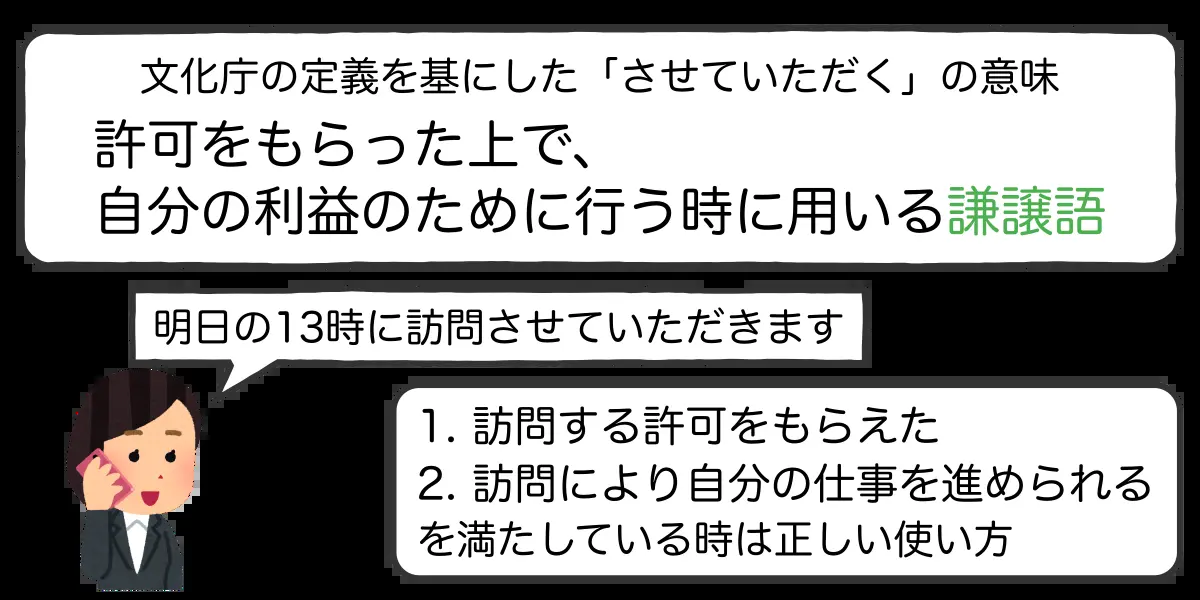 文化庁の定義を基にした「させていただく」の意味
許可をもらった上で、
自分の利益のために行う時に用いる謙譲語
明日の13時に訪問させていただきます
1. 訪問する許可をもらえた
2. 訪問により自分の仕事を進められる
を満たしている時は正しい使い方